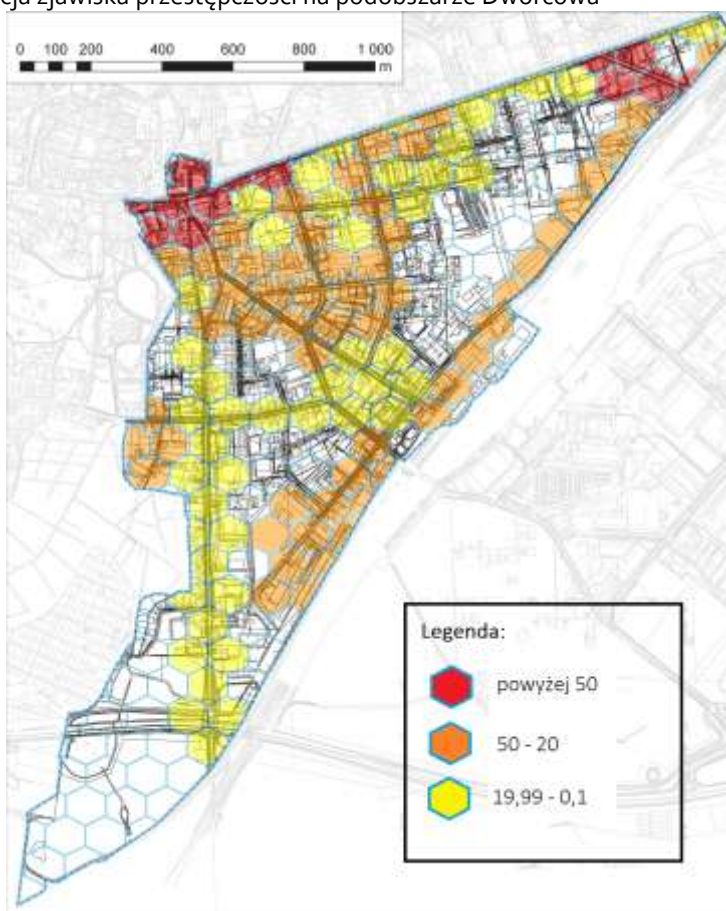 cja zjawiska przestępczości na podobszarze Dworcowa
0 100 200 400 600 800 1 000
m
Legenda:
powyżej 50
50 - 20
19,99 - 0,1